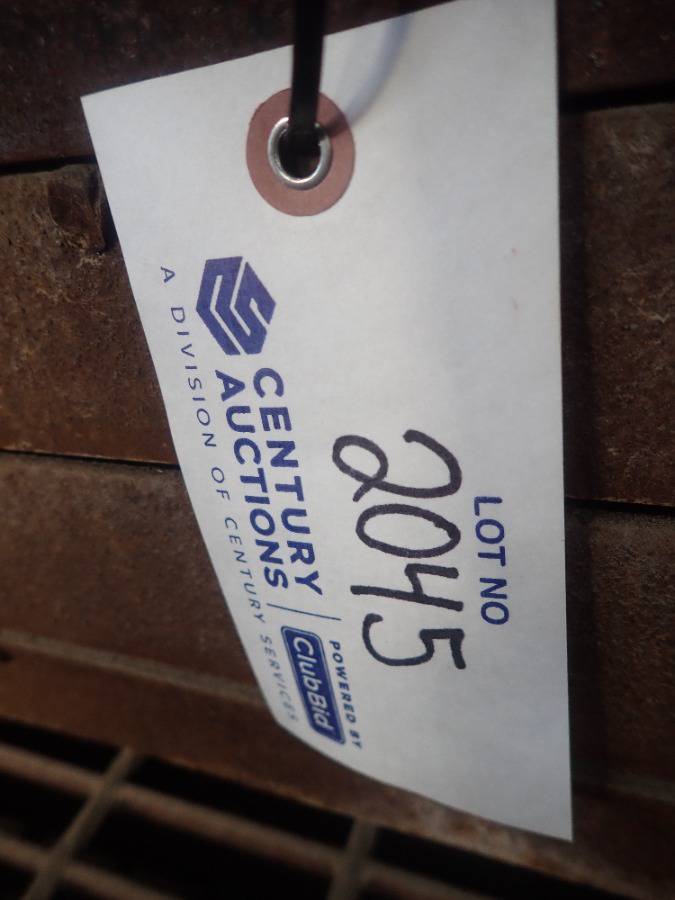 LOT NO
2045
CENTURY
AUCTIONS
POWERED BY
ClubBid
A DIVISION OF CENTURY SERVICES